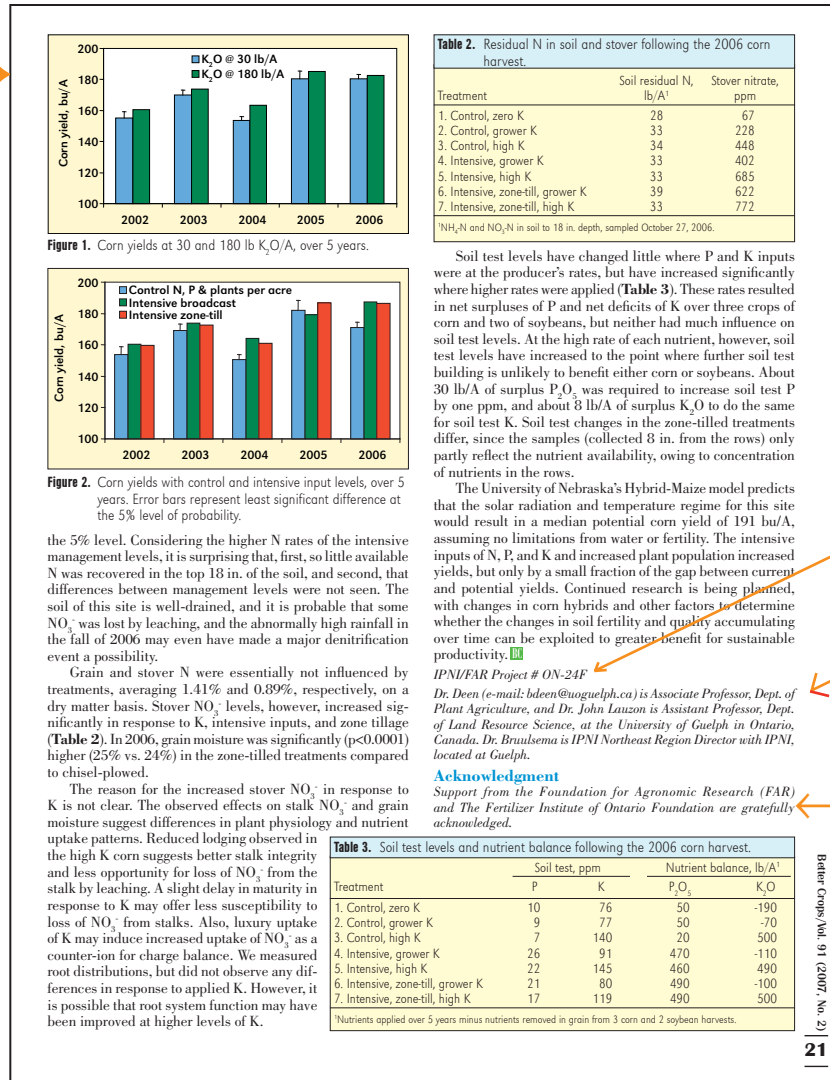 200
180
160
140
120
100
Corn yield, bu/A
K2O @ 30 lb/A
K2O @ 180 lb/A
2002 2003 2004 2005 2006
Figure 1. Corn yields at 30 and 180 lb K2O/A, over 5 years.
200
180
160
140
120
100
Corn yield, bu/A
Control N, P & plants per acre
Intensive broadcast
Intensive zone-till
2002 2003 2004 2005 2006
Figure 2. Corn yields with control and intensive input levels, over 5
years. Error bars represent least significant difference at
the 5% level of probability.
the 5% level. Considering the higher N rates of the intensive
management levels, it is surprising that, first, so little available
N was recovered in the top 18 in. of the soil, and second, that
differences between management levels were not seen. The
soil of this site is well-drained, and it is probable that some
NO3- was lost by leaching, and the abnormally high rainfall in
the fall of 2006 may even have made a major denitrification
event a possibility.
Grain and stover N were essentially not influenced by
treatments, averaging 1.41% and 0.89%, respectively, on a
dry matter basis. Stover NO3- levels, however, increased sig-
nificantly in response to K, intensive inputs, and zone tillage
(Table 2). In 2006, grain moisture was significantly (p<0.0001)
higher (25% vs. 24%) in the zone-tilled treatments compared
to chisel-plowed.
The reason for the increased stover NO3- in response to
K is not clear. The observed effects on stalk NO3- and grain
moisture suggest differences in plant physiology and nutrient
uptake patterns. Reduced lodging observed in
the high K corn suggests better stalk integrity
and less opportunity for loss of NO3- from the
stalk by leaching. A slight delay in maturity in
response to K may offer less susceptibility to
loss of NO3- from stalks. Also, luxury uptake
of K may induce increased uptake of NO3- as a
counter-ion for charge balance. We measured
root distributions, but did not observe any dif-
ferences in response to applied K. However, it
is possible that root system function may have
been improved at higher levels of K.
Table 2. Residual N in soil and stover following the 2006 corn
harvest.
Soil residual N, Stover nitrate,
Treatment lb/A1 ppm
1. Control, zero K 28 67
2. Control, grower K 33 228
3. Control, high K 34 448
4. Intensive, grower K 33 402
5. Intensive, high K 33 685
6. Intensive, zone-till, grower K 39 622
7. Intensive, zone-till, high K 33 772
1NH4-N and NO3-N in soil to 18 in. depth, sampled October 27, 2006.
Soil test levels have changed little where P and K inputs
were at the producer's rates, but have increased significantly
where higher rates were applied (Table 3). These rates resulted
in net surpluses of P and net deficits of K over three crops of
corn and two of soybeans, but neither had much influence on
soil test levels. At the high rate of each nutrient, however, soil
test levels have increased to the point where further soil test
building is unlikely to benefit either corn or soybeans. About
30 lb/A of surplus P2O5 was required to increase soil test P
by one ppm, and about 8 lb/A of surplus K2O to do the same
for soil test K. Soil test changes in the zone-tilled treatments
differ, since the samples (collected 8 in. from the rows) only
partly reflect the nutrient availability, owing to concentration
of nutrients in the rows.
The University of Nebraska's Hybrid-Maize model predicts
that the solar radiation and temperature regime for this site
would result in a median potential corn yield of 191 bu/A,
assuming no limitations from water or fertility. The intensive
inputs of N, P, and K and increased plant population increased
yields, but only by a small fraction of the gap between current
and potential yields. Continued research is being planned,
with changes in corn hybrids and other factors to determine
whether the changes in soil fertility and quality accumulating
over time can be exploited to greater benefit for sustainable
productivity. BC
IPNI/FAR Project # ON-24F
Dr. Deen (e-mail: bdeen@uoguelph.ca) is Associate Professor, Dept. of
Plant Agriculture, and Dr. John Lauzon is Assistant Professor, Dept.
of Land Resource Science, at the University of Guelph in Ontario,
Canada. Dr. Bruulsema is IPNI Northeast Region Director with IPNI,
located at Guelph.
Acknowledgment
Support from the Foundation for Agronomic Research (FAR)
and The Fertilizer Institute of Ontario Foundation are gratefully
acknowledged.
Table 3. Soil test levels and nutrient balance following the 2006 corn harvest.
Soil test, ppm Nutrient balance, lb/A1
Treatment P K P2O5 K2O
1. Control, zero K 10 76 50 -190
2. Control, grower K 9 77 50 -70
3. Control, high K 7 140 20 500
4. Intensive, grower K 26 91 470 -110
5. Intensive, high K 22 145 460 490
6. Intensive, zone-till, grower K 21 80 490 -100
7. Intensive, zone-till, high K 17 119 490 500
1Nutrients applied over 5 years minus nutrients removed in grain from 3 corn and 2 soybean harvests.
Better Crops/Vol. 91 (2007, No. 2)
21